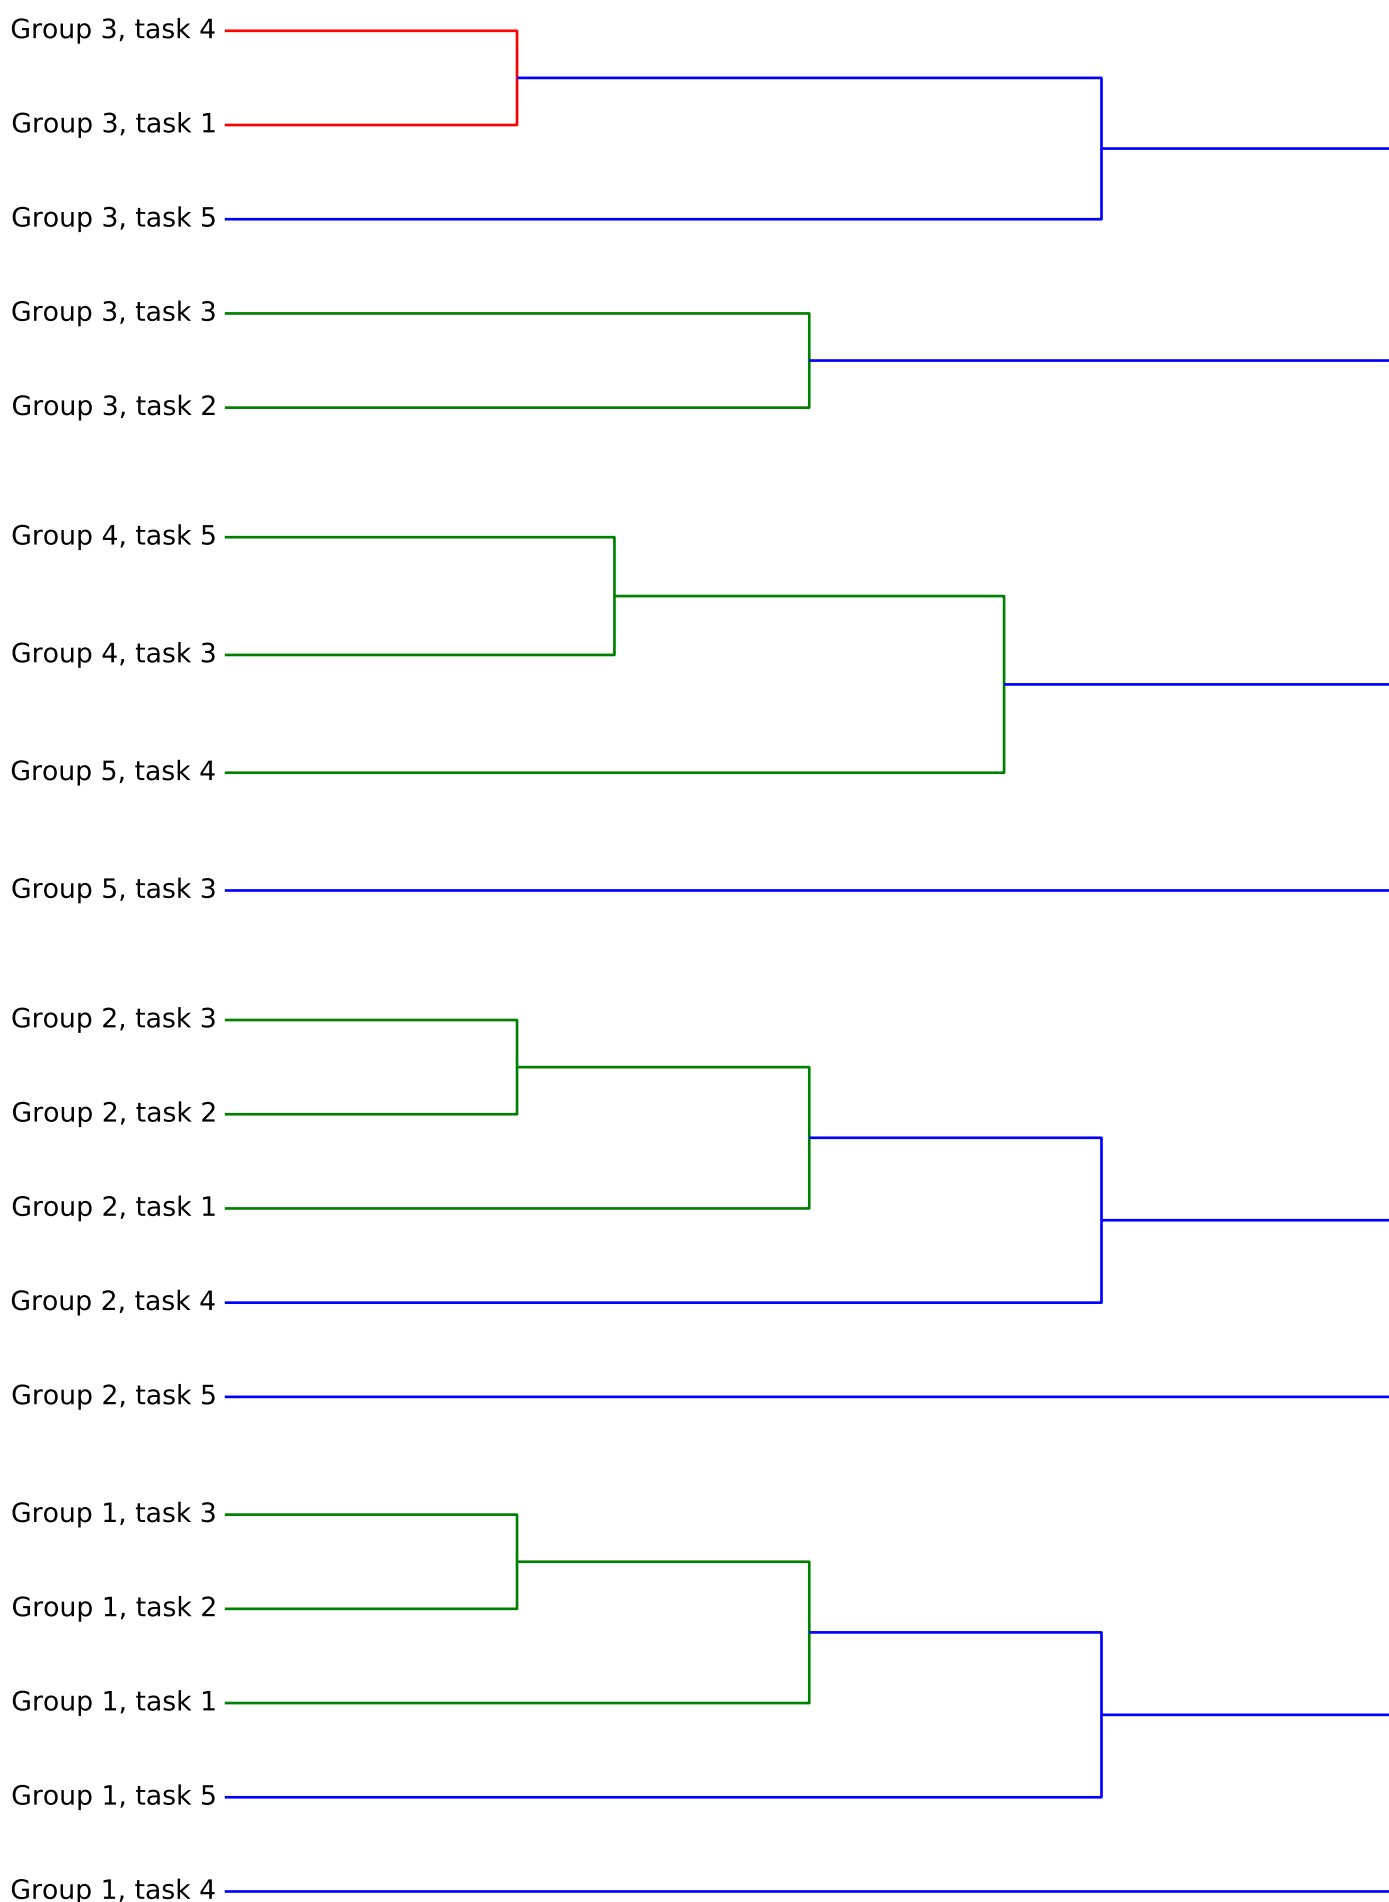 Group 3, task 4
Group 3, task 1
Group 3, task 5
Group 3, task 3
Group 3, task 2
Group 4, task 5
Group 4, task 3
Group 5, task 4
Group 5, task 3
Group 2, task 3
Group 2, task 2
Group 2, task 1
Group 2, task 4
Group 2, task 5
Group 1, task 3
Group 1, task 2
Group 1, task 1
Group 1, task 5
Group 1, task 4